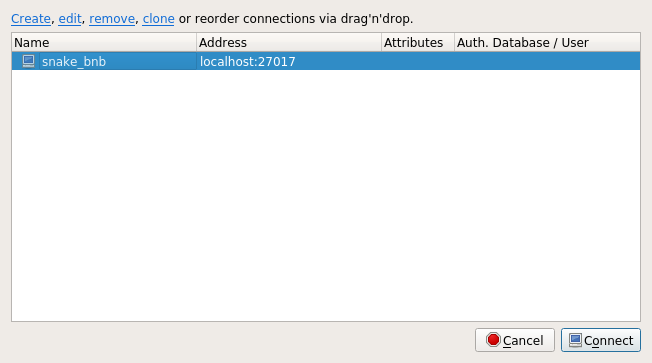 Create, edit, remove, clone or reorder connections via drag'n'drop.
Name Address Attributes Auth. Database / User
snake_bnb localhost:27017
Cancel Connect